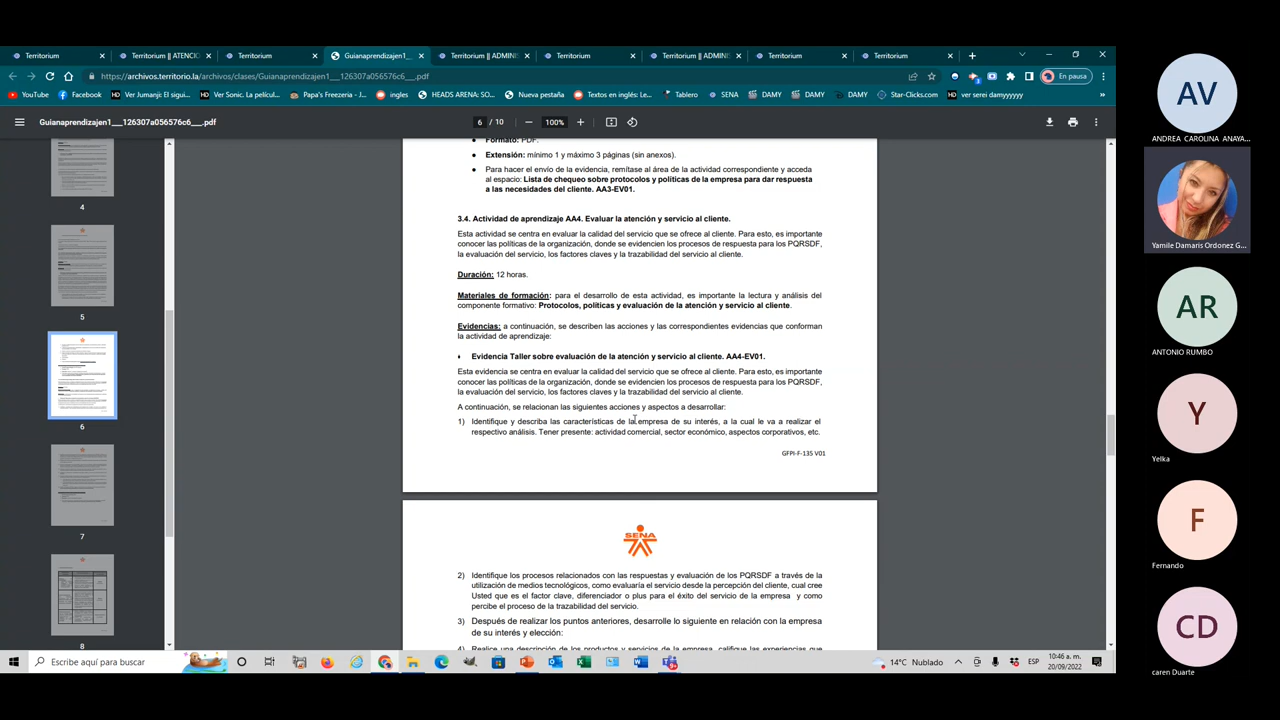 Territorium
Territorium || ATENCIO
Territorium
Guianaprendizajen1_
Territorium || ADMINIS
Territorium
Territorium || ADMINIS
Territorium
Territorium
https://archivos.territorio.la/archivos/clases/Guianaprendizajen1__126307a056576c6__.pdf
En pausa
YouTube
Facebook
Ver Jumanji: El sigui...
Ver Sonic. La pelícu...
Papa's Freezeria - J...
ingles
HEADS ARENA: SO...
Nueva pestaña
Textos en inglés: Le...
Tablero
SENA
DAMY
DAMY
DAMY
Star-Clicks.com
ver serei damyyyyyy
Guianaprendizajen1__126307a056576c6__.pdf
6 / 10
100%
4
5
6
7
8
Formato: PDF.
● Extensión: mínimo 1 y máximo 3 páginas (sin anexos).
● Para hacer el envío de la evidencia, remítase al área de la actividad correspondiente y acceda
al espacio: Lista de chequeo sobre protocolos y políticas de la empresa para dar respuesta
a las necesidades del cliente. AA3-EV01.
3.4. Actividad de aprendizaje AA4. Evaluar la atención y servicio al cliente.
Esta actividad se centra en evaluar la calidad del servicio que se ofrece al cliente. Para esto, es importante
conocer las políticas de la organización, donde se evidencien los procesos de respuesta para los PQRSDF,
la evaluación del servicio, los factores claves y la trazabilidad del servicio al cliente.
Duración: 12 horas.
Materiales de formación: para el desarrollo de esta actividad, es importante la lectura y análisis del
componente formativo: Protocolos, políticas y evaluación de la atención y servicio al cliente.
Evidencias: a continuación, se describen las acciones y las correspondientes evidencias que conforman
la actividad de aprendizaje:
Evidencia Taller sobre evaluación de la atención y servicio al cliente. AA4-EV01.
Esta evidencia se centra en evaluar la calidad del servicio que se ofrece al cliente. Para esto, es importante
conocer las políticas de la organización, donde se evidencien los procesos de respuesta para los PQRSDF,
la evaluación del servicio, los factores claves y la trazabilidad del servicio al cliente.
A continuación, se relacionan las siguientes acciones y aspectos a desarrollar:
1) Identifique y describa las características de la empresa de su interés, a la cual le va a realizar el
respectivo análisis. Tener presente: actividad comercial, sector económico, aspectos corporativos, etc.
GFPI-F-135 V01
SENA
2) Identifique los procesos relacionados con las respuestas y evaluación de los PQRSDF a través de la
utilización de medios tecnológicos, como evaluaría el servicio desde la percepción del cliente, cual cree
Usted que es el factor clave, diferenciador o plus para el éxito del servicio de la empresa y como
percibe el proceso de la trazabilidad del servicio.
3) Después de realizar los puntos anteriores, desarrolle lo siguiente en relación con la empresa
de su interés y elección:
4) Realice una descripción de los productos y servicios de la empresa, califique las experiencias que
Escribe aquí para buscar
14°C Nublado
ESP
10:46 a. m.
20/09/2022
AV
ANDREA CAROLINA ANAYA...
Yamile Damaris Ordonez G...
AR
ANTONIO RUMBO
Y
Yelka
F
Fernando
CD
caren Duarte